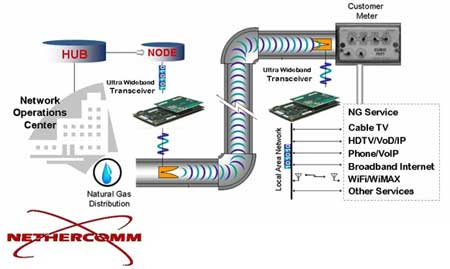 Customer
Meter
HUB
NODE
Ultra Wideband
Transceiver
Ultra Wideband
Transceiver
Network
Operations
Center
Natural Gas
Distribution
Local Area Network
NG Service
Cable TV
HDTV/VoD/IP
Phone/VoIP
Broadband Internet
WiFi/WiMAX
Other Services
NETHERCOMM